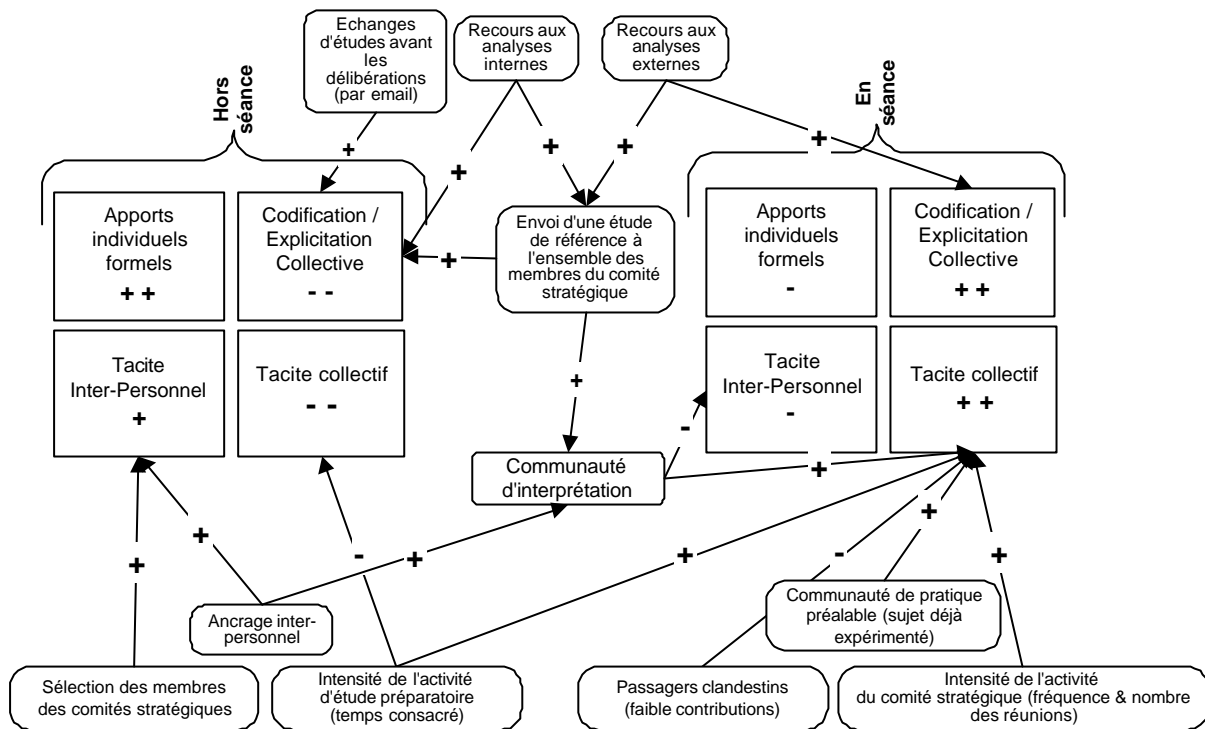 Echanges
d'études avant
les
délibérations
(par email)
Recours aux
analyses
internes
Recours aux
analyses
externes
Hors
séance
En
séance
+
+
+
+
+
Apports
individuels
formels
+ +
Codification /
Explicitation
Collective
- -
+
Envoi d'une étude
de référence à
l'ensemble des
membres du comité
stratégique
Apports
individuels
formels
-
Codification /
Explicitation
Collective
+ +
Tacite
Inter-Personnel
+
Tacite collectif
- -
+
Tacite
Inter-Personnel
-
Tacite collectif
+ +
-
+
Communauté
d'interprétation
+
+
-
+
+
-
+
+
Ancrage inter-
personnel
Communauté de pratique
préalable (sujet déjà
expérimenté)
Sélection des membres
des comités stratégiques
Intensité de l'activité
d'étude préparatoire
(temps consacré)
Passagers clandestins
(faible contributions)
Intensité de l'activité
du comité stratégique (fréquence & nombre
des réunions)